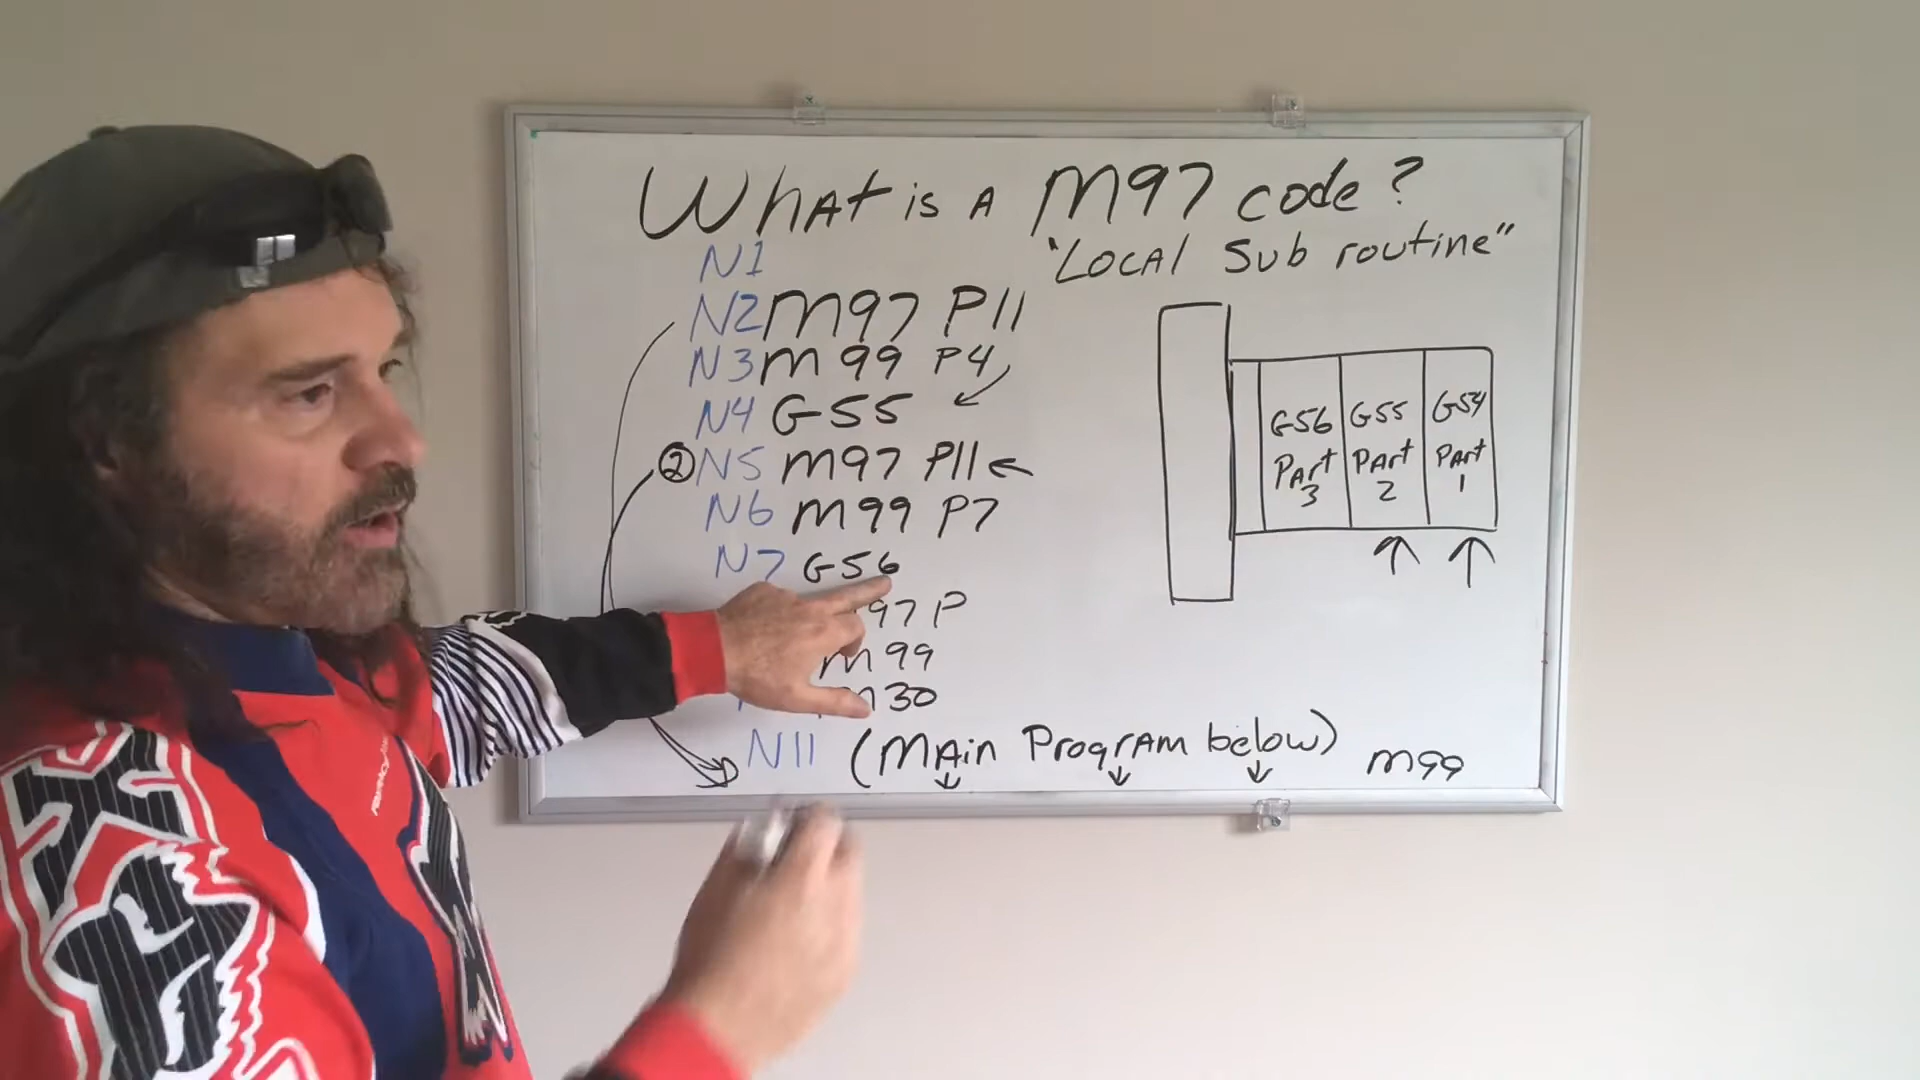 What is A M97 code?
"Local Sub routine"
N1
N2 M97 P11
N3 M99 P4
N4 G55
② N5 M97 P11
N6 M99 P7
N7 G56
97 P
M99
M30
N11 (Main Program below) M99
G56 Part 3
G55 Part 2
G54 Part 1